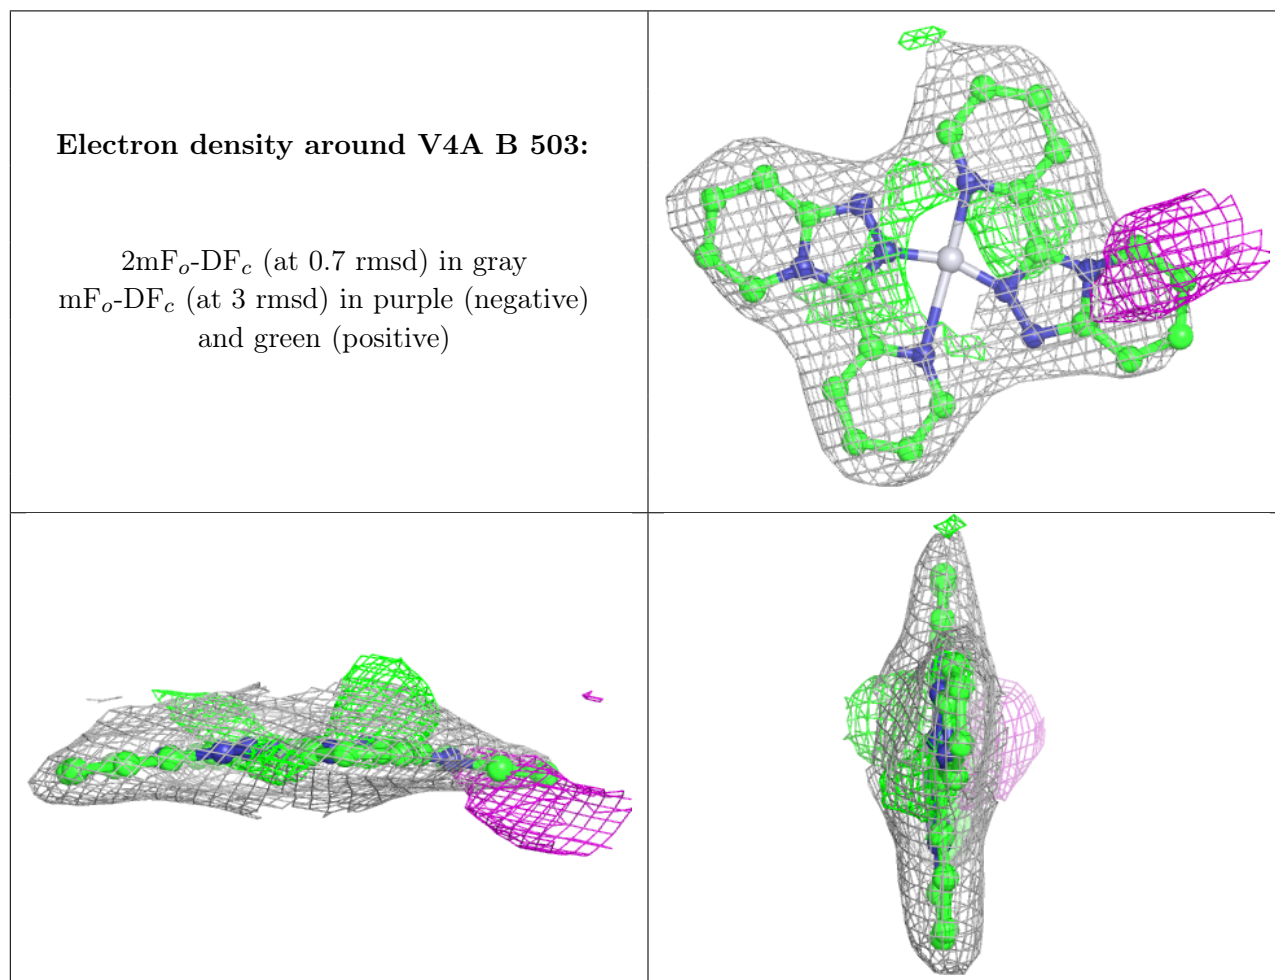 Electron density around V4A B 503:
2mFo-DFc (at 0.7 rmsd) in gray
mFo-DFc (at 3 rmsd) in purple (negative)
and green (positive)